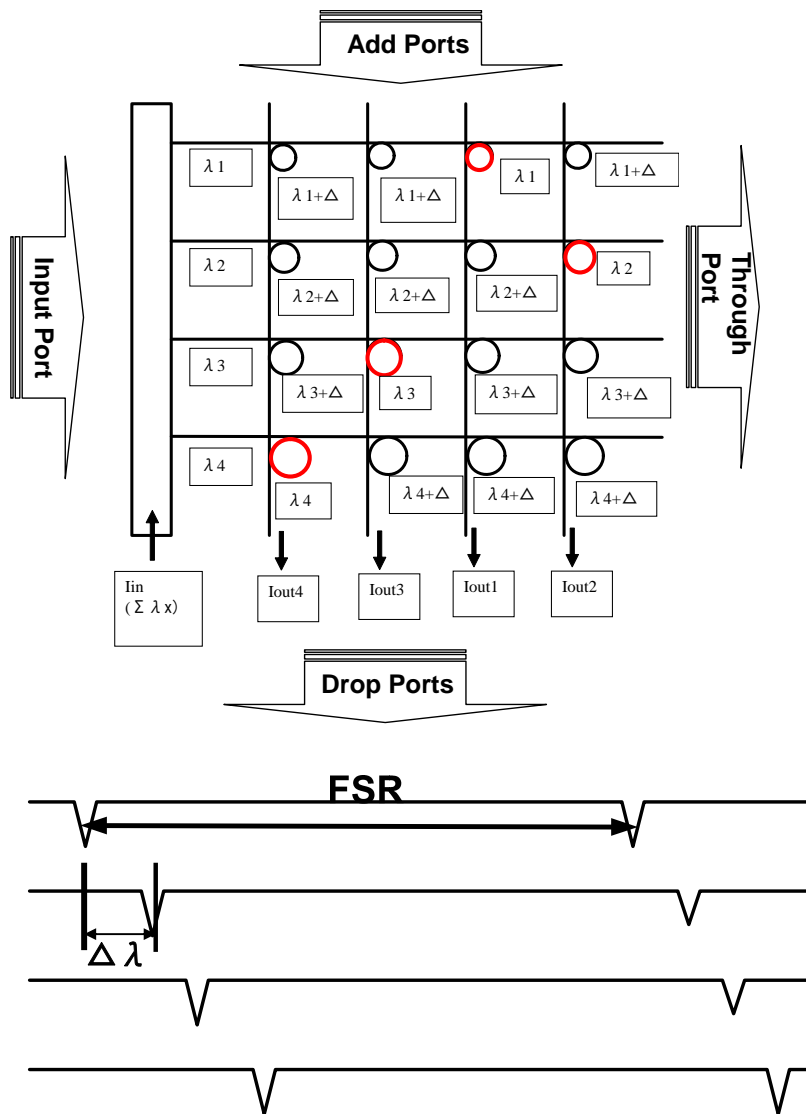 Add Ports
λ1
λ1+△
λ1+△
λ1
λ1+△
λ2
λ2+△
λ2+△
λ2+△
λ2
Input Port
Through
Port
λ3
λ3+△
λ3
λ3+△
λ3+△
λ4
λ4
λ4+△
λ4+△
λ4+△
Iin
(Σ λx)
Iout4
Iout3
Iout1
Iout2
Drop Ports
FSR
△ λ